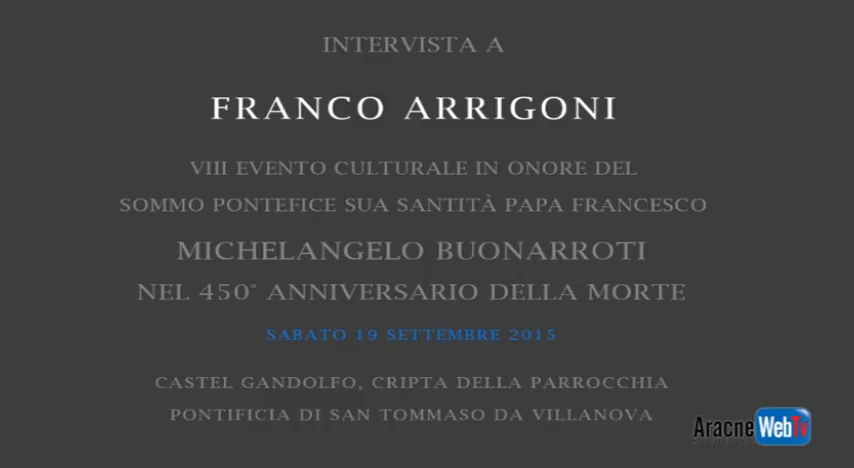 INTERVISTA A
FRANCO ARRIGONI
VIII EVENTO CULTURALE IN ONORE DEL
SOMMO PONTEFICE SUA SANTITÀ PAPA FRANCESCO
MICHELANGELO BUONARROTI
NEL 450° ANNIVERSARIO DELLA MORTE
SABATO 19 SETTEMBRE 2015
CASTEL GANDOLFO, CRIPTA DELLA PARROCCHIA
PONTIFICIA DI SAN TOMMASO DA VILLANOVA
Aracne WebTv